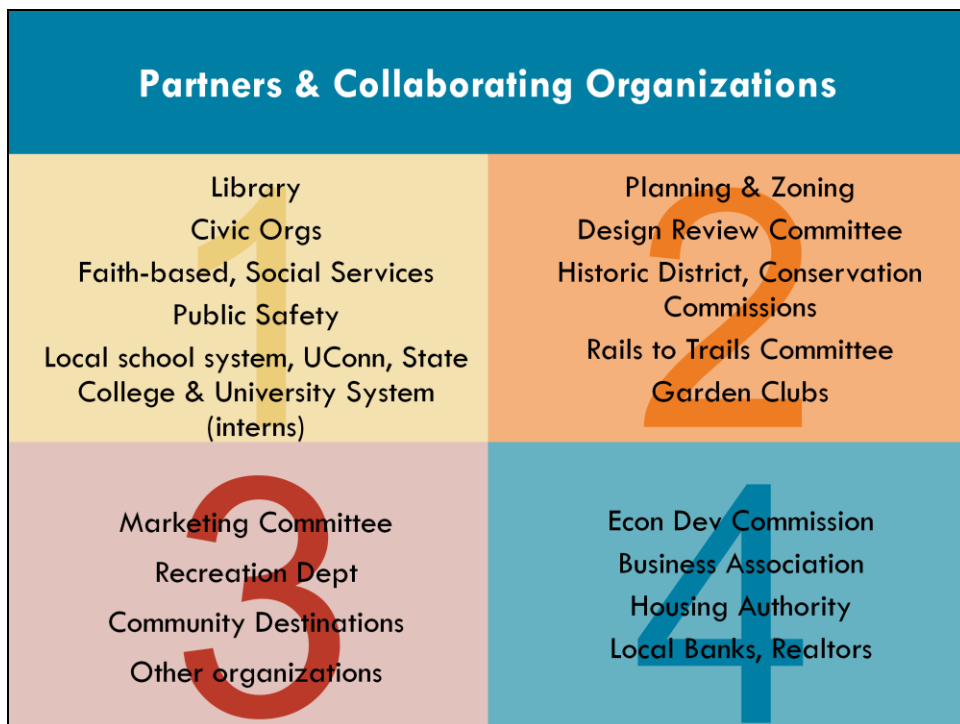 Partners & Collaborating Organizations
1
Library
Civic Orgs
Faith-based, Social Services
Public Safety
Local school system, UConn, State
College & University System
(interns)
2
Planning & Zoning
Design Review Committee
Historic District, Conservation
Commissions
Rails to Trails Committee
Garden Clubs
3
Marketing Committee
Recreation Dept
Community Destinations
Other organizations
4
Econ Dev Commission
Business Association
Housing Authority
Local Banks, Realtors